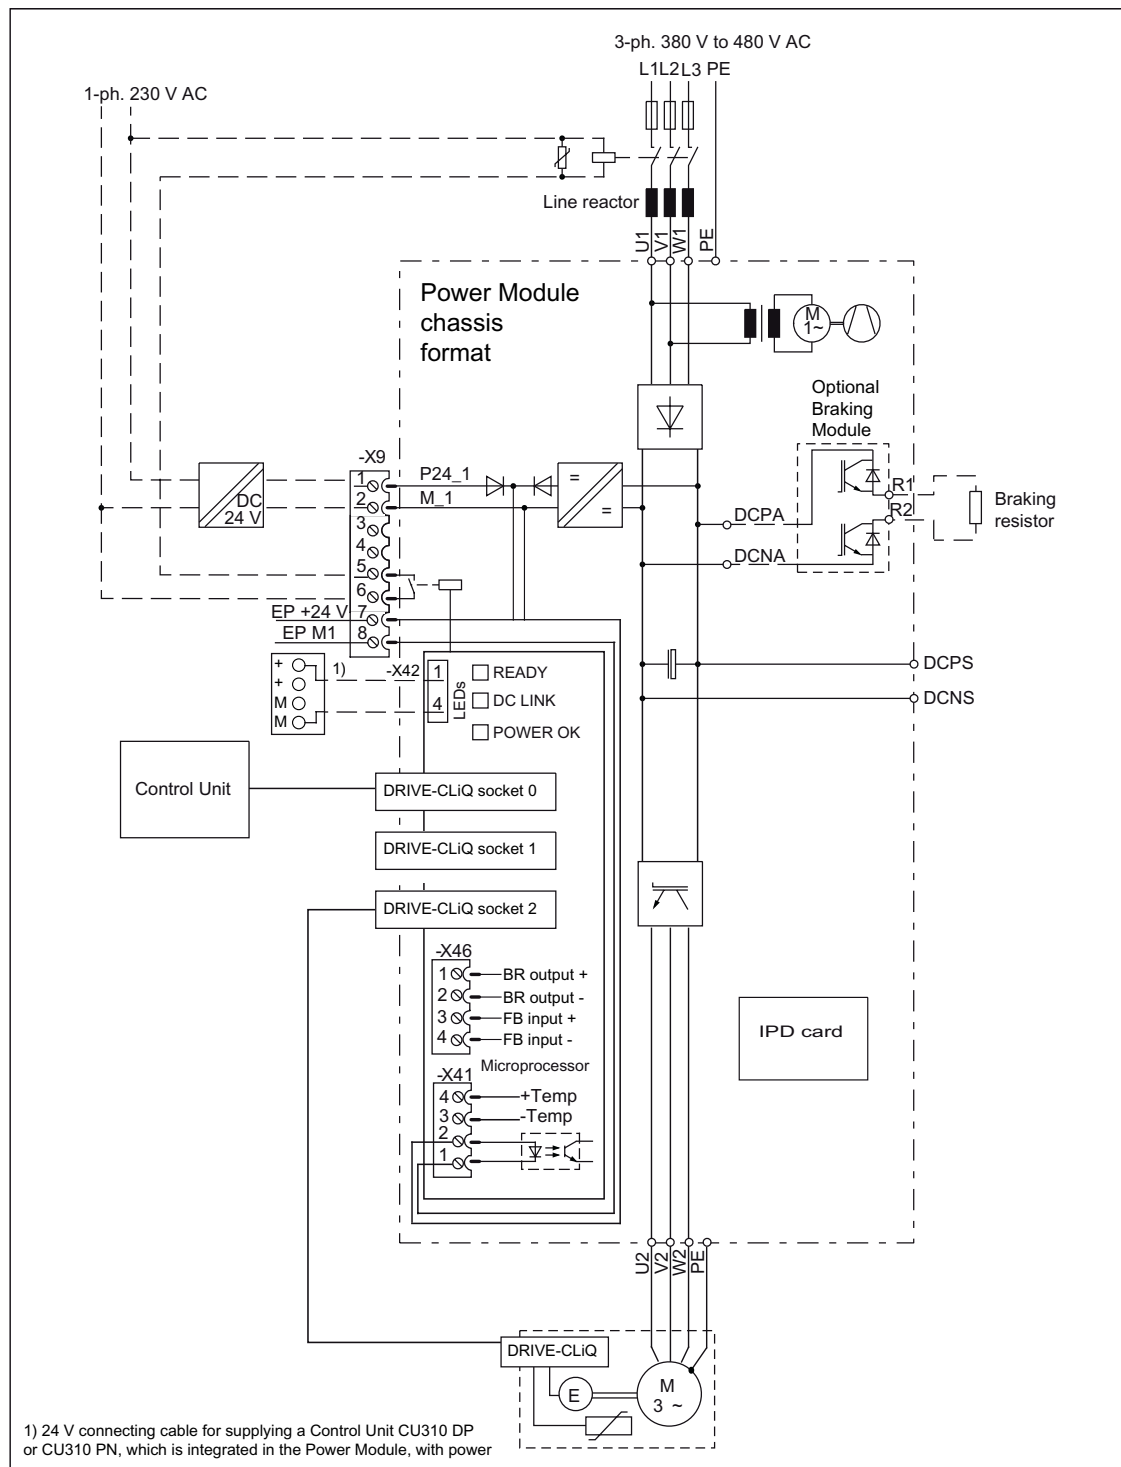 3-ph. 380 V to 480 V AC
L1 L2 L3 PE
1-ph. 230 V AC
Line reactor
U1
V1
W1
PE
Power Module
chassis
format
M
1~
Optional
Braking
Module
-X9
1
2
3
4
5
6
7
8
P24_1
M_1
DC
24 V
=
=
R1
R2
Braking
resistor
DCPA
DCNA
EP +24 V
EP M1
+
+
M
M
1)
-X42
1
4
LEDs
READY
DC LINK
POWER OK
DCPS
DCNS
Control Unit
DRIVE-CLiQ socket 0
DRIVE-CLiQ socket 1
DRIVE-CLiQ socket 2
-X46
1 BR output +
2 BR output -
3 FB input +
4 FB input -
Microprocessor
-X41
4 +Temp
3 -Temp
2
1
IPD card
U2
V2
W2
PE
DRIVE-CLiQ
E
M
3 ~
1) 24 V connecting cable for supplying a Control Unit CU310 DP
or CU310 PN, which is integrated in the Power Module, with power